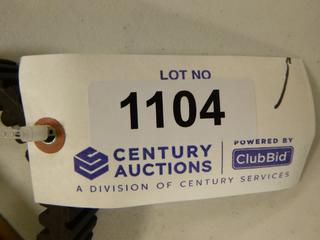 LOT NO
1104
CENTURY AUCTIONS
POWERED BY
ClubBid
A DIVISION OF CENTURY SERVICES